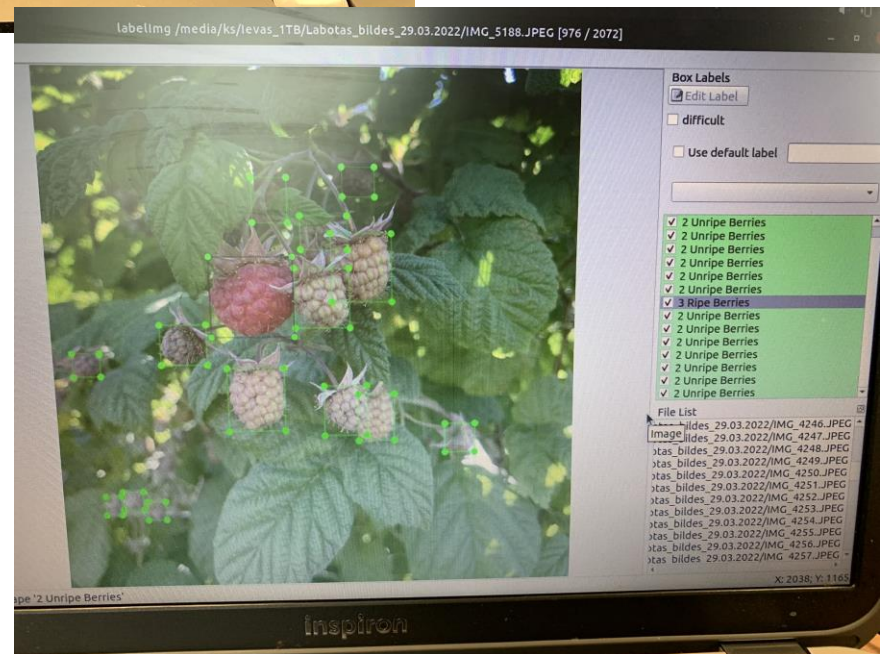 labelImg /media/ks/levas_1TB/Labotas_bildes_29.03.2022/IMG_5188.JPEG [976 / 2072]
Box Labels
Edit Label
difficult
Use default label
2 Unripe Berries
2 Unripe Berries
2 Unripe Berries
2 Unripe Berries
2 Unripe Berries
2 Unripe Berries
3 Ripe Berries
2 Unripe Berries
2 Unripe Berries
2 Unripe Berries
2 Unripe Berries
2 Unripe Berries
2 Unripe Berries
2 Unripe Berries
File List
otas_bildes_29.03.2022/IMG_4246.JPEG
Image ildes_29.03.2022/IMG_4247.JPEG
otas_bildes_29.03.2022/IMG_4248.JPEG
otas_bildes_29.03.2022/IMG_4249.JPEG
otas_bildes_29.03.2022/IMG_4250.JPEG
otas_bildes_29.03.2022/IMG_4251.JPEG
otas_bildes_29.03.2022/IMG_4252.JPEG
otas_bildes_29.03.2022/IMG_4253.JPEG
otas_bildes_29.03.2022/IMG_4254.JPEG
otas_bildes_29.03.2022/IMG_4255.JPEG
otas_bildes_29.03.2022/IMG_4256.JPEG
otas_bildes_29.03.2022/IMG_4257.JPEG
X: 2038; Y: 1165
ape '2 Unripe Berries'
inspiron